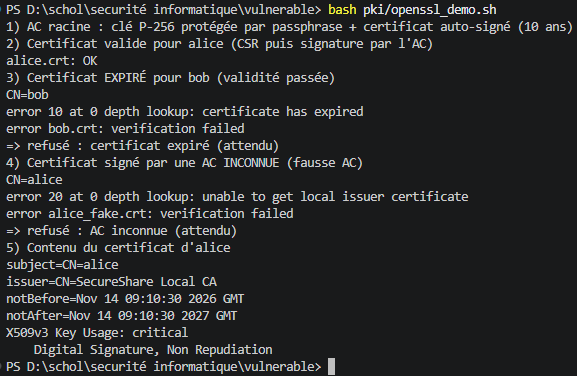 PS D:\schol\securité informatique\vulnerable> bash pki/openssl_demo.sh
1) AC racine : clé P-256 protégée par passphrase + certificat auto-signé (10 ans)
2) Certificat valide pour alice (CSR puis signature par l'AC)
alice.crt: OK
3) Certificat EXPIRÉ pour bob (validité passée)
CN=bob
error 10 at 0 depth lookup: certificate has expired
error bob.crt: verification failed
=> refusé : certificat expiré (attendu)
4) Certificat signé par une AC INCONNUE (fausse AC)
CN=alice
error 20 at 0 depth lookup: unable to get local issuer certificate
error alice_fake.crt: verification failed
=> refusé : AC inconnue (attendu)
5) Contenu du certificat d'alice
subject=CN=alice
issuer=CN=SecureShare Local CA
notBefore=Nov 14 09:10:30 2026 GMT
notAfter=Nov 14 09:10:30 2027 GMT
X509v3 Key Usage: critical
    Digital Signature, Non Repudiation
PS D:\schol\securité informatique\vulnerable>